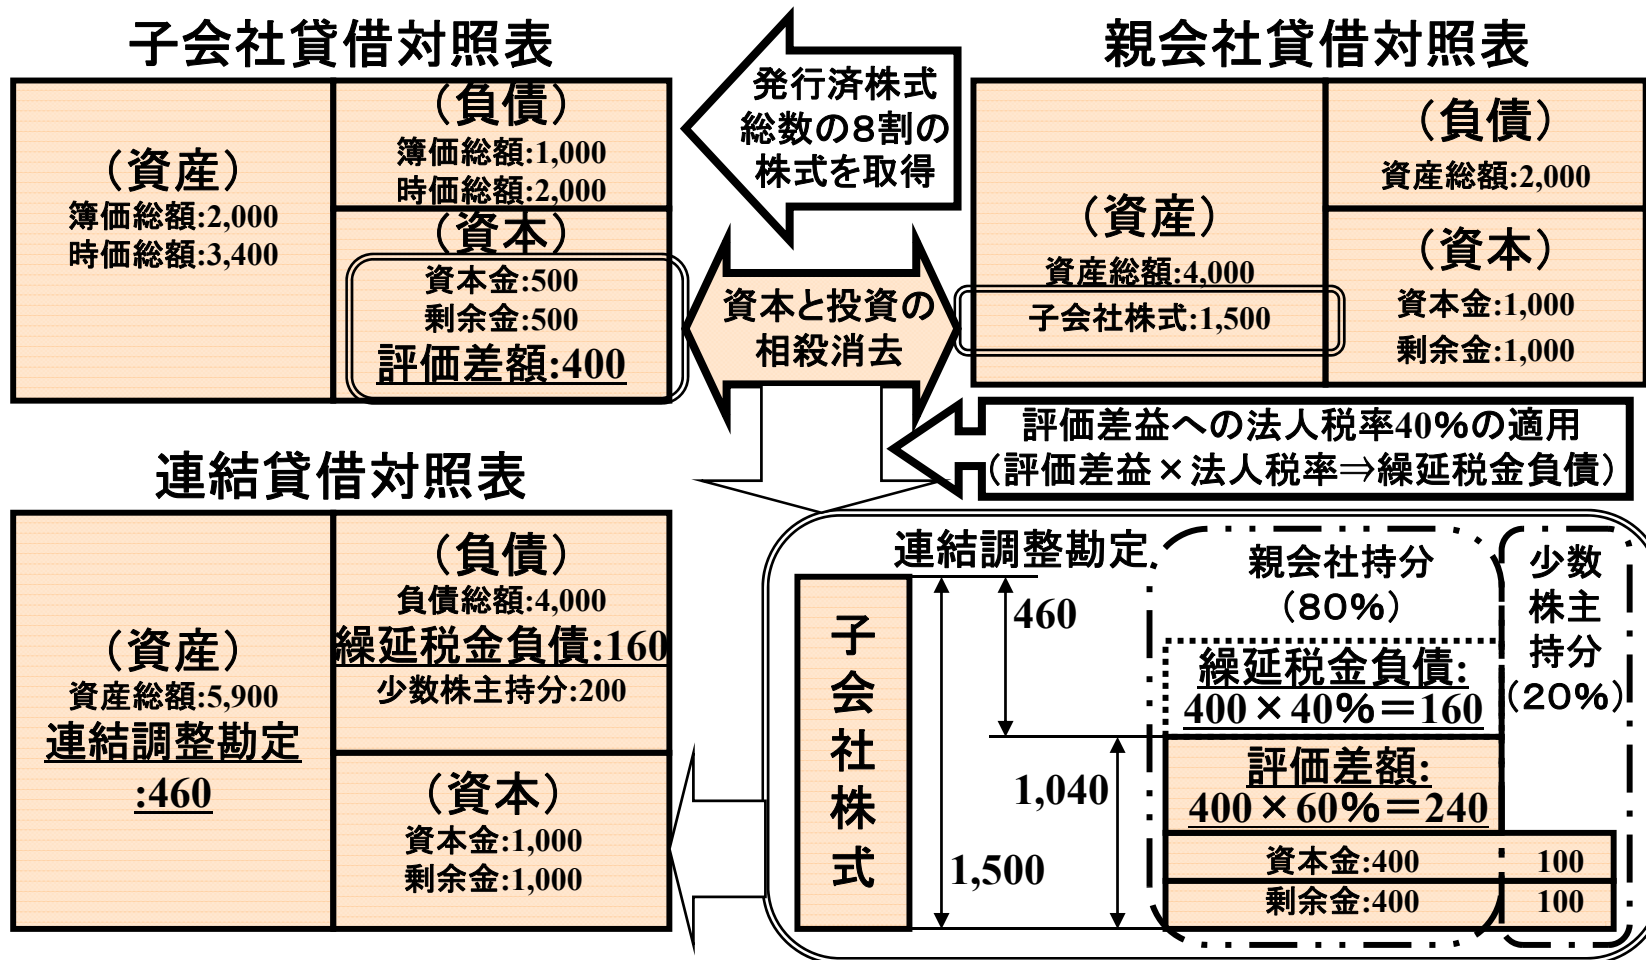 子会社貸借対照表
（資産）
簿価総額:2,000
時価総額:3,400
（負債）
簿価総額:1,000
時価総額:2,000
（資本）
資本金:500
剰余金:500
評価差額:400
発行済株式
総数の８割の
株式を取得
資本と投資の
相殺消去
親会社貸借対照表
（資産）
資産総額:4,000
子会社株式:1,500
（負債）
資産総額:2,000
（資本）
資本金:1,000
剰余金:1,000
評価差益への法人税率40％の適用
（評価差益×法人税率⇒繰延税金負債）
連結貸借対照表
（資産）
資産総額:5,900
連結調整勘定
:460
（負債）
負債総額:4,000
繰延税金負債:160
少数株主持分:200
（資本）
資本金:1,000
剰余金:1,000
連結調整勘定
子会社株式
460
1,040
1,500
親会社持分
（８０％）
繰延税金負債:
400×40％＝160
評価差額:
400×60％＝240
資本金:400
剰余金:400
少数
株主
持分
（２０％）
100
100